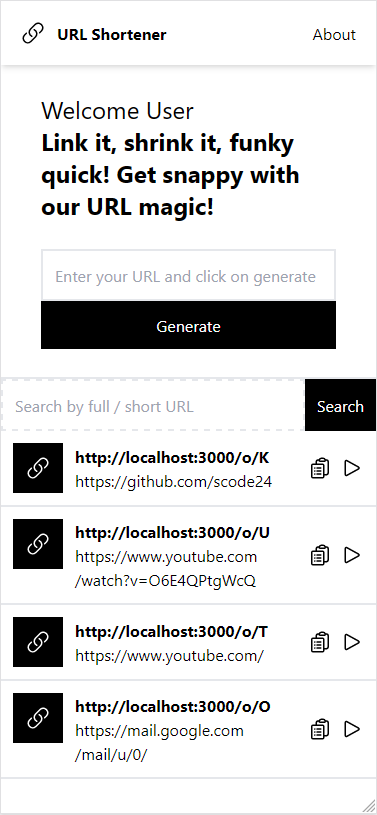 URL Shortener
About
Welcome User
Link it, shrink it, funky
quick! Get snappy with
our URL magic!
Enter your URL and click on generate
Generate
Search by full / short URL
Search
http://localhost:3000/o/K
https://github.com/scode24
http://localhost:3000/o/U
https://www.youtube.com
/watch?v=O6E4QPtgWcQ
http://localhost:3000/o/T
https://www.youtube.com/
http://localhost:3000/o/O
https://mail.google.com
/mail/u/0/